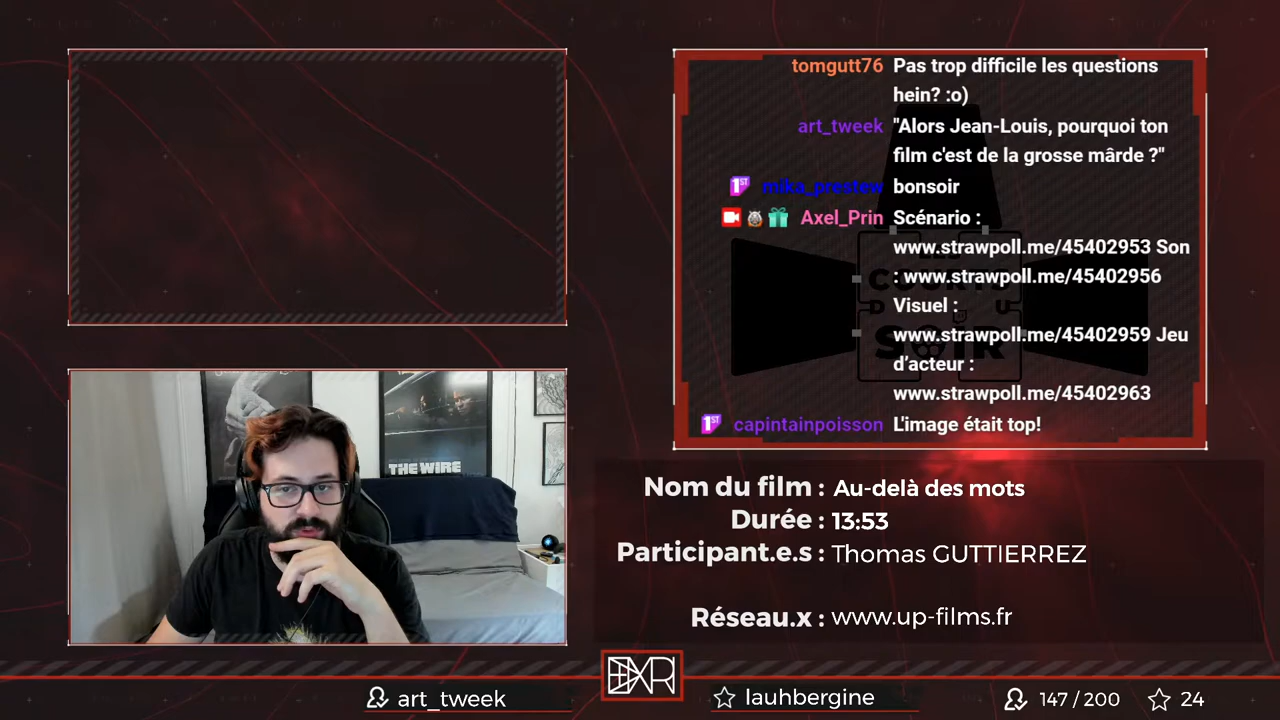 tomgutt76 Pas trop difficile les questions
hein? :o)
art_tweek "Alors Jean-Louis, pourquoi ton
film c'est de la grosse mârde ?"
mika_prestew bonsoir
Axel_Prin Scénario :
www.strawpoll.me/45402953 Son
: www.strawpoll.me/45402956
Visuel :
www.strawpoll.me/45402959 Jeu
d'acteur :
www.strawpoll.me/45402963
capintainpoisson L'image était top!
THE WIRE
Nom du film : Au-delà des mots
Durée : 13:53
Participant.e.s : Thomas GUTTIERREZ
Réseau.x : www.up-films.fr
art_tweek
lauhbergine
147 / 200
24